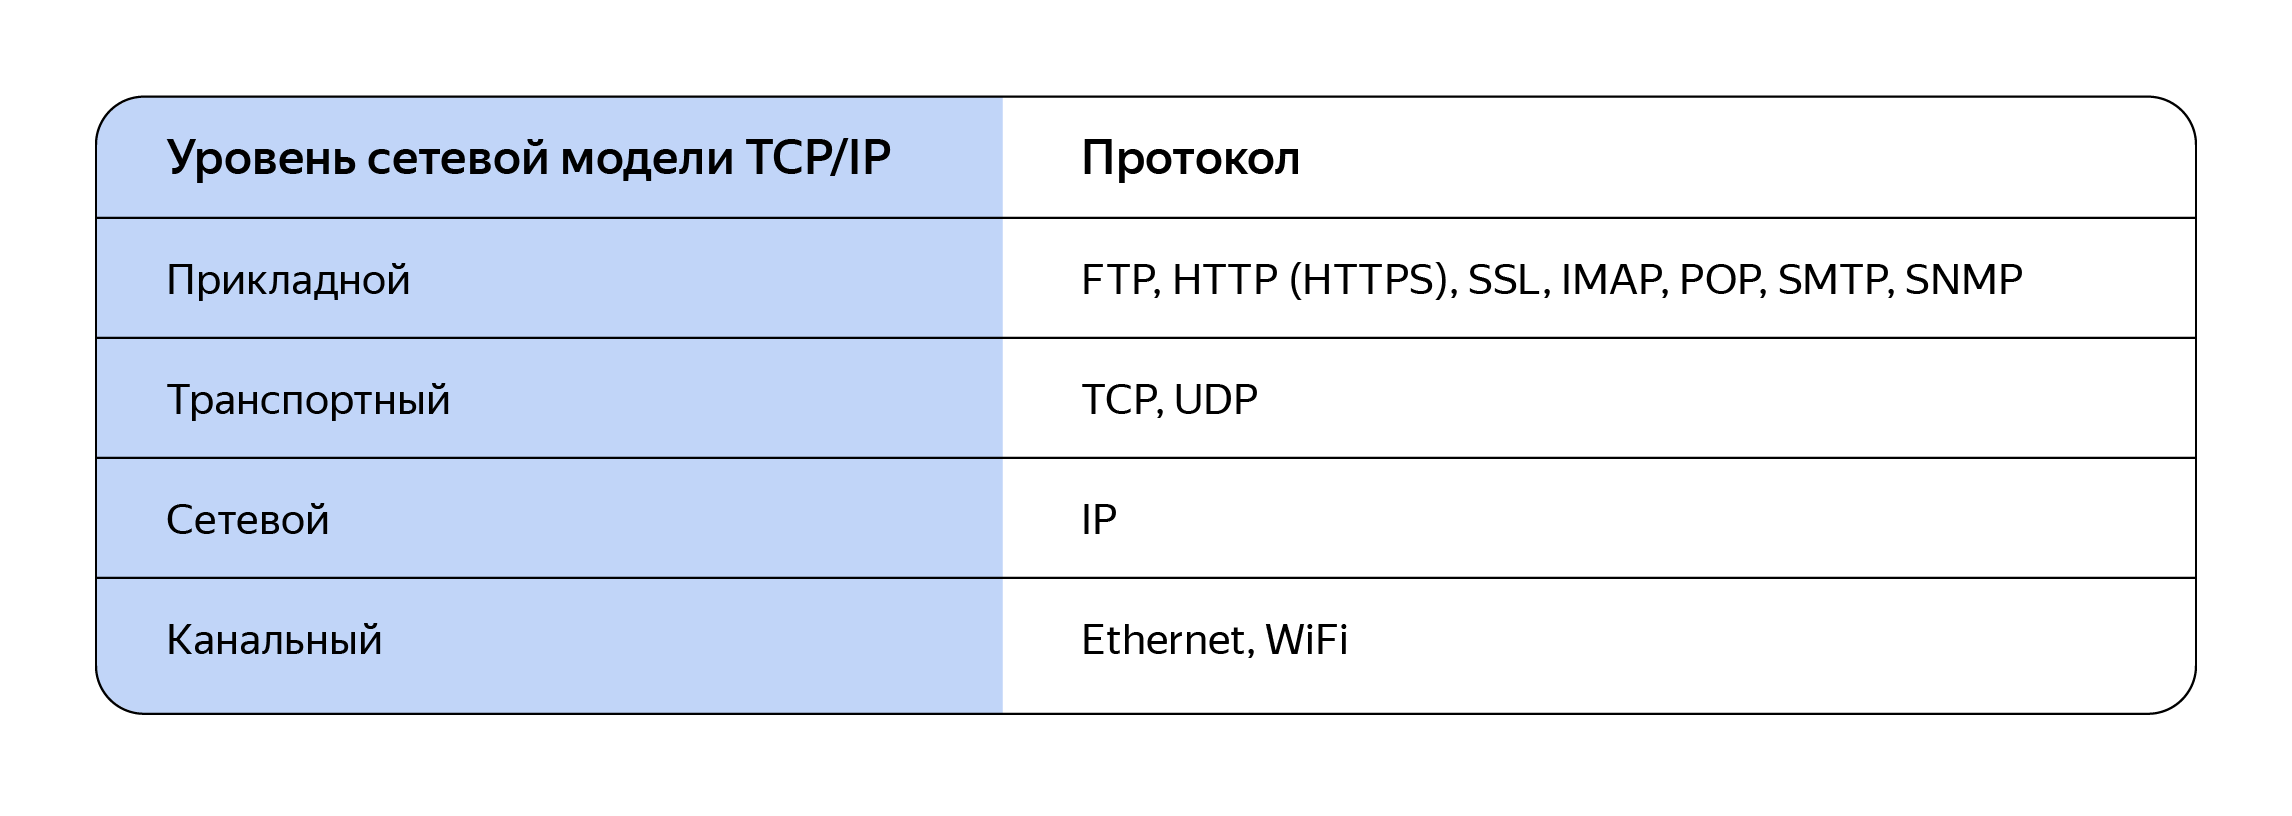 Уровень сетевой модели TCP/IP Протокол
Прикладной FTP, HTTP (HTTPS), SSL, IMAP, POP, SMTP, SNMP
Транспортный TCP, UDP
Сетевой IP
Канальный Ethernet, WiFi